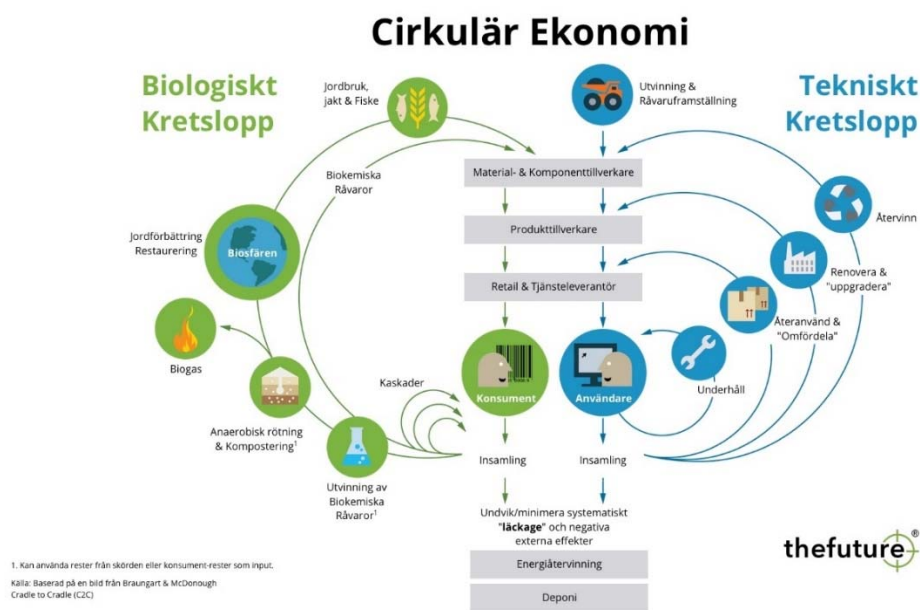 Cirkulär Ekonomi
Biologiskt
Kretslopp
Jordbruk,
jakt & Fiske
Utvinning &
Råvaruframställning
Tekniskt
Kretslopp
Biokemiska
Råvaror
Material- & Komponenttillverkare
Återvinn
Jordförbättring
Restaurering
Biosfären
Produkttillverkare
Renovera &
"uppgradera"
Retail & Tjänsteleverantör
Återanvänd &
"Omfördela"
Biogas
Kaskader
Konsument
Användare
Underhåll
Anaerobisk rötning
& Kompostering¹
Insamling
Insamling
Utvinning av
Biokemiska
Råvaror¹
Undvik/minimera systematiskt
"läckage" och negativa
externa effekter
Energiåtervinning
Deponi
thefuture®
1. Kan använda rester från skörden eller konsument-rester som input.
Källa: Baserad på en bild från Braungart & McDonough
Cradle to Cradle (C2C)